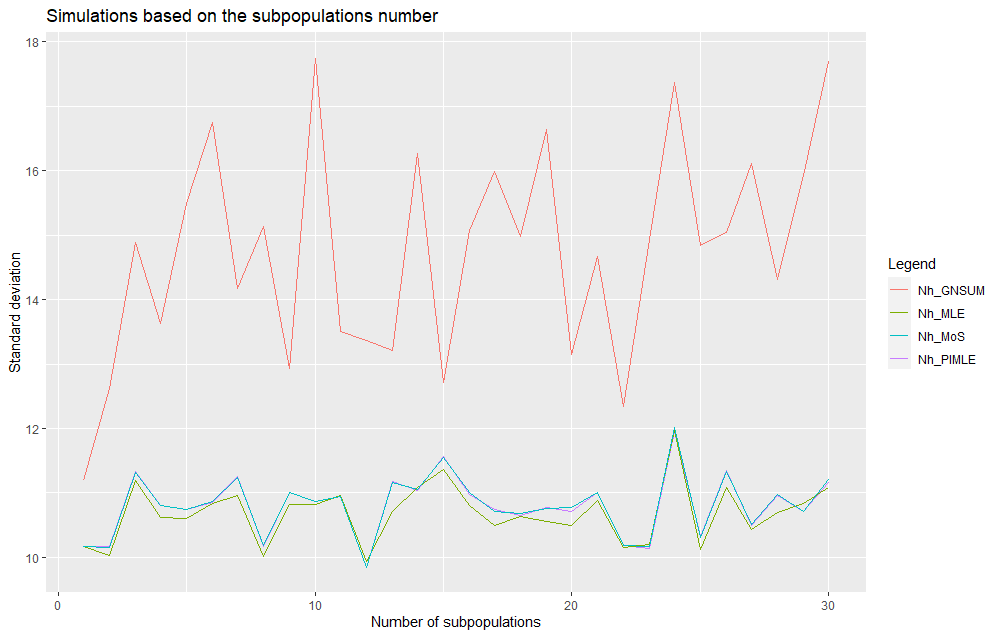 Simulations based on the subpopulations number
18
16
14
12
10
Standard deviation
0
10
20
30
Number of subpopulations
Legend
Nh_GNSUM
Nh_MLE
Nh_MoS
Nh_PIMLE